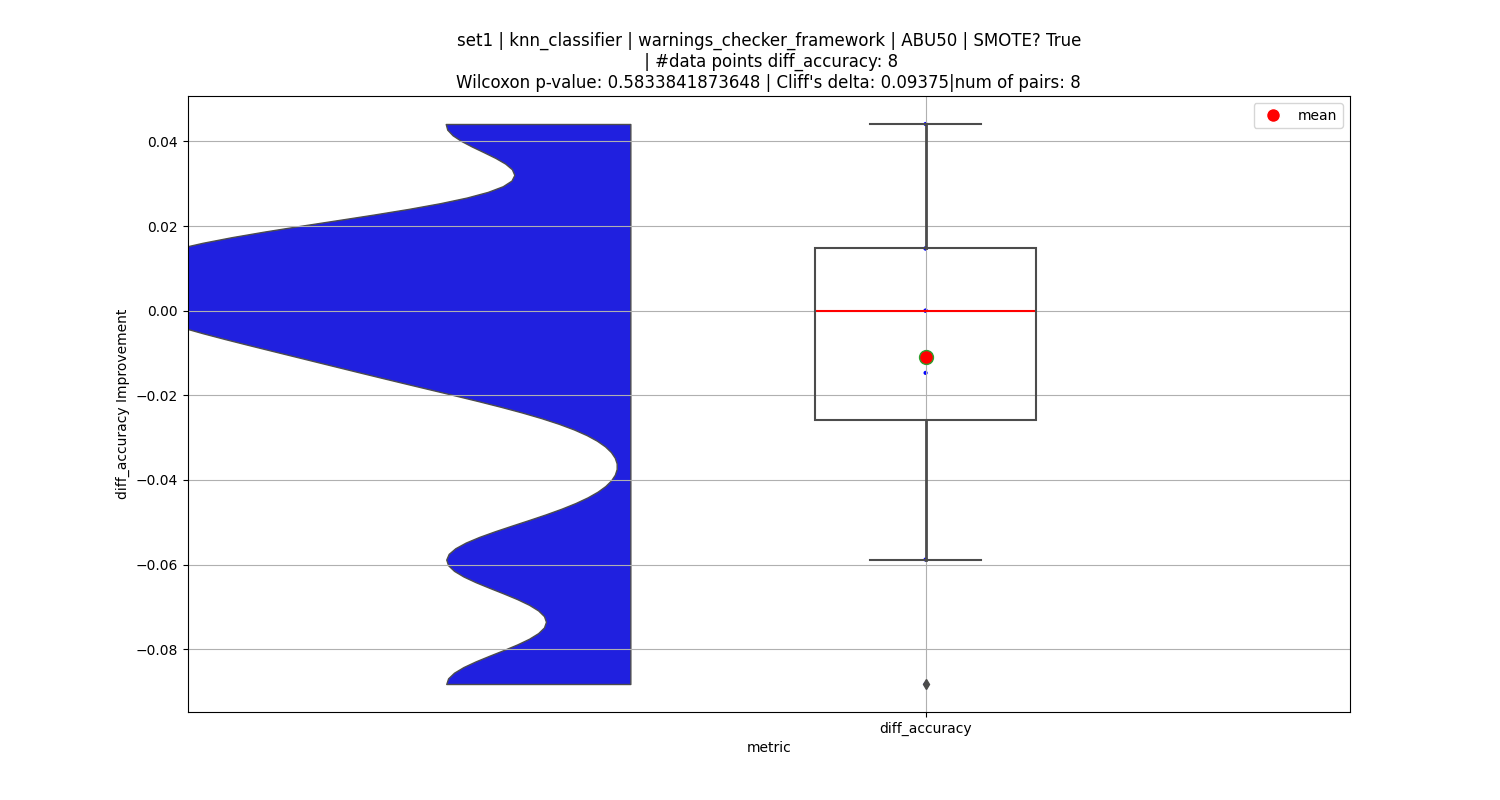 set1 | knn_classifier | warnings_checker_framework | ABU50 | SMOTE? True
| #data points diff_accuracy: 8
Wilcoxon p-value: 0.5833841873648 | Cliff's delta: 0.09375|num of pairs: 8
mean
0.04
0.02
0.00
−0.02
−0.04
−0.06
−0.08
diff_accuracy Improvement
diff_accuracy
metric